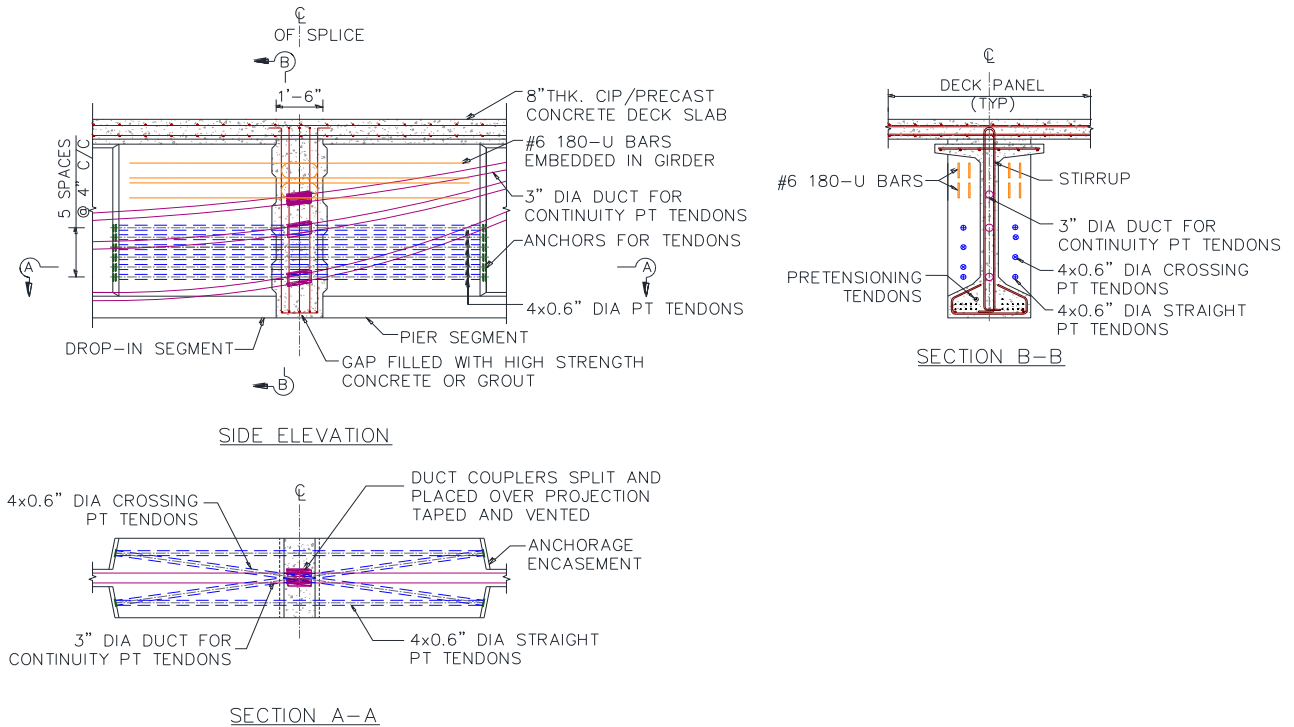 ℄
OF SPLICE
B
1'-6"
8"THK. CIP/PRECAST
CONCRETE DECK SLAB
#6 180-U BARS
EMBEDDED IN GIRDER
3" DIA DUCT FOR
CONTINUITY PT TENDONS
ANCHORS FOR TENDONS
5 SPACES
@ 4" C/C
A
A
4x0.6" DIA PT TENDONS
DROP-IN SEGMENT
PIER SEGMENT
GAP FILLED WITH HIGH STRENGTH
CONCRETE OR GROUT
B
SIDE ELEVATION
℄
DECK PANEL
(TYP)
#6 180-U BARS
STIRRUP
3" DIA DUCT FOR
CONTINUITY PT TENDONS
4x0.6" DIA CROSSING
PT TENDONS
PRETENSIONING
TENDONS
4x0.6" DIA STRAIGHT
PT TENDONS
SECTION B-B
4x0.6" DIA CROSSING
PT TENDONS
℄
DUCT COUPLERS SPLIT AND
PLACED OVER PROJECTION
TAPED AND VENTED
ANCHORAGE
ENCASEMENT
3" DIA DUCT FOR
CONTINUITY PT TENDONS
4x0.6" DIA STRAIGHT
PT TENDONS
SECTION A-A